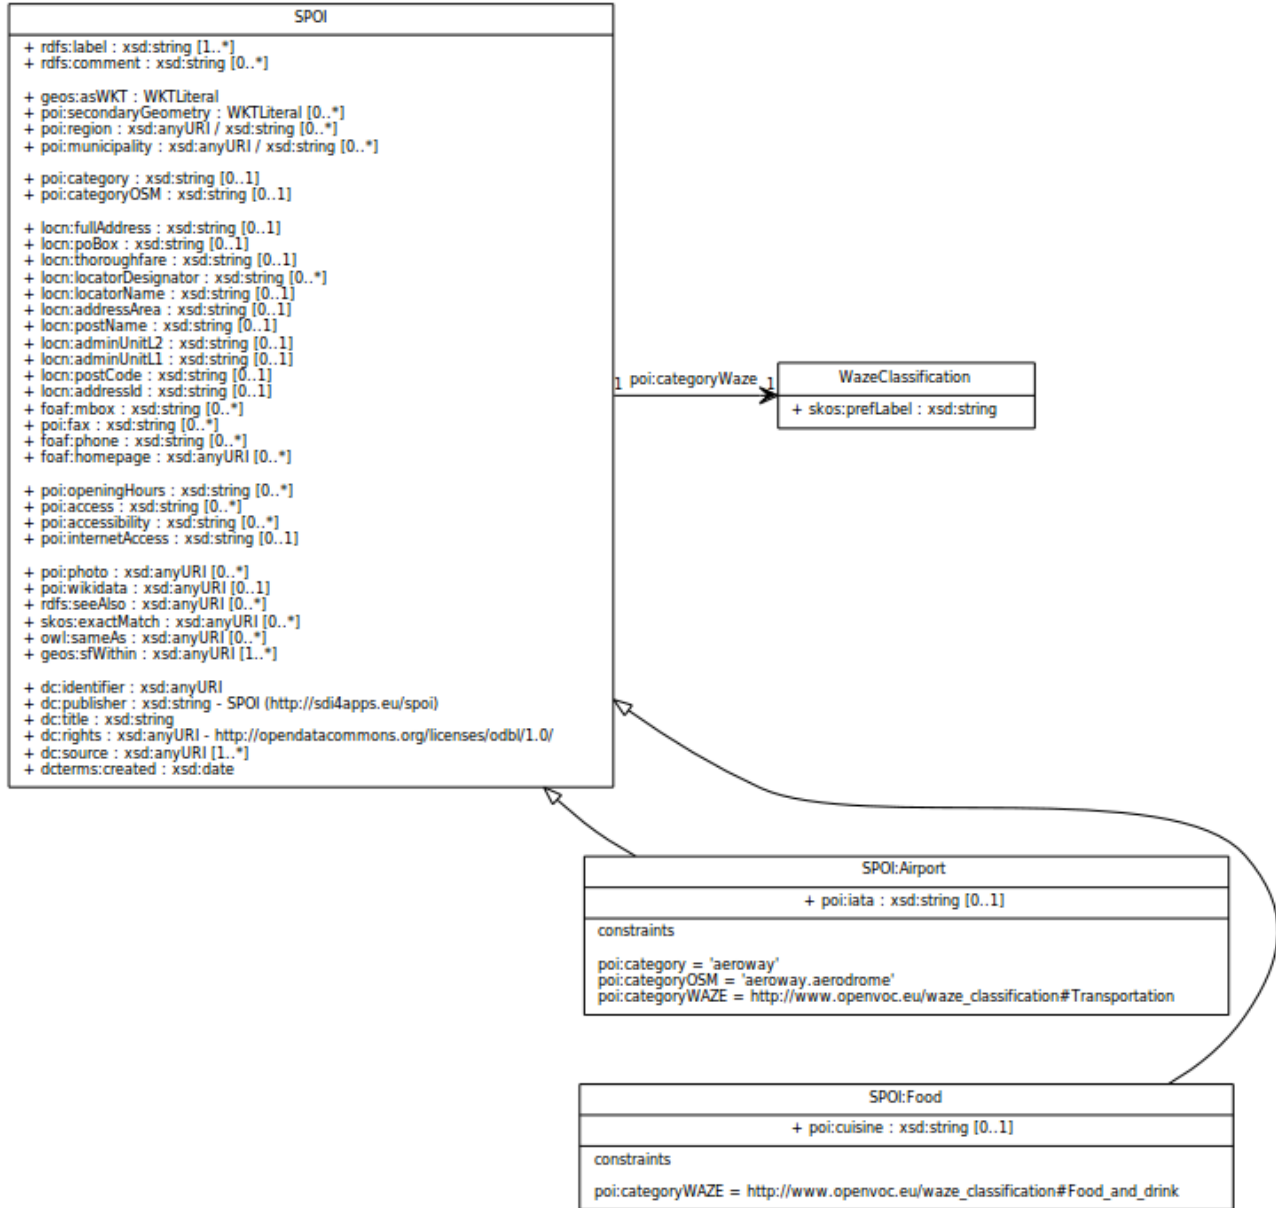 SPOI
+ rdfs:label : xsd:string [1..*]
+ rdfs:comment : xsd:string [0..*]
+ geos:asWKT : WKTLiteral
+ poi:secondaryGeometry : WKTLiteral [0..*]
+ poi:region : xsd:anyURI / xsd:string [0..*]
+ poi:municipality : xsd:anyURI / xsd:string [0..*]
+ poi:category : xsd:string [0..1]
+ poi:categoryOSM : xsd:string [0..1]
+ locn:fullAddress : xsd:string [0..1]
+ locn:poBox : xsd:string [0..1]
+ locn:thoroughfare : xsd:string [0..1]
+ locn:locatorDesignator : xsd:string [0..*]
+ locn:locatorName : xsd:string [0..1]
+ locn:addressArea : xsd:string [0..1]
+ locn:postName : xsd:string [0..1]
+ locn:adminUnitL2 : xsd:string [0..1]
+ locn:adminUnitL1 : xsd:string [0..1]
+ locn:postCode : xsd:string [0..1]
+ locn:addressId : xsd:string [0..1]
+ foaf:mbox : xsd:string [0..*]
+ poi:fax : xsd:string [0..*]
+ foaf:phone : xsd:string [0..*]
+ foaf:homepage : xsd:anyURI [0..*]
+ poi:openingHours : xsd:string [0..*]
+ poi:access : xsd:string [0..*]
+ poi:accessibility : xsd:string [0..*]
+ poi:internetAccess : xsd:string [0..1]
+ poi:photo : xsd:anyURI [0..*]
+ poi:wikidata : xsd:anyURI [0..1]
+ rdfs:seeAlso : xsd:anyURI [0..*]
+ skos:exactMatch : xsd:anyURI [0..*]
+ owl:sameAs : xsd:anyURI [0..*]
+ geos:sfWithin : xsd:anyURI [1..*]
+ dc:identifier : xsd:anyURI
+ dc:publisher : xsd:string - SPOI (http://sdi4apps.eu/spoi)
+ dc:title : xsd:string
+ dc:rights : xsd:anyURI - http://opendatacommons.org/licenses/odbl/1.0/
+ dc:source : xsd:anyURI [1..*]
+ dcterms:created : xsd:date
1 poi:categoryWaze 1
WazeClassification
+ skos:prefLabel : xsd:string
SPOI:Airport
+ poi:iata : xsd:string [0..1]
constraints
poi:category = 'aeroway'
poi:categoryOSM = 'aeroway.aerodrome'
poi:categoryWAZE = http://www.openvoc.eu/waze_classification#Transportation
SPOI:Food
+ poi:cuisine : xsd:string [0..1]
constraints
poi:categoryWAZE = http://www.openvoc.eu/waze_classification#Food_and_drink